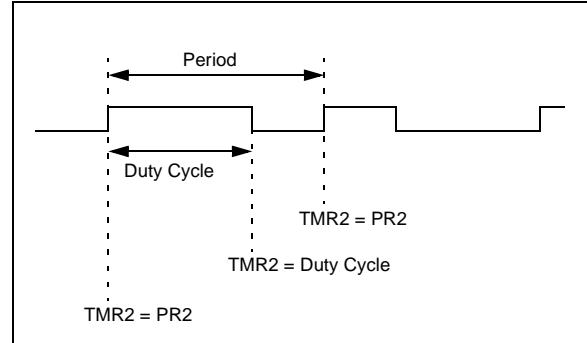 Period
Duty Cycle
TMR2 = PR2
TMR2 = Duty Cycle
TMR2 = PR2